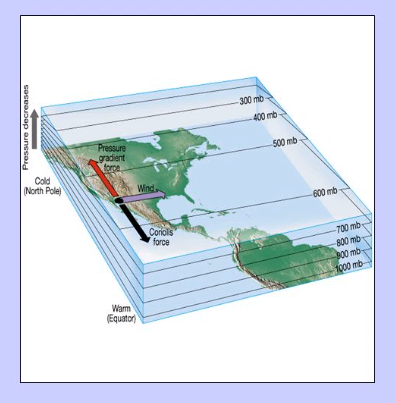 Pressure decreases
300 mb
400 mb
500 mb
Pressure
gradient
force
Cold
(North Pole)
Wind
600 mb
Coriolis
force
700 mb
800 mb
900 mb
1000 mb
Warm
(Equator)